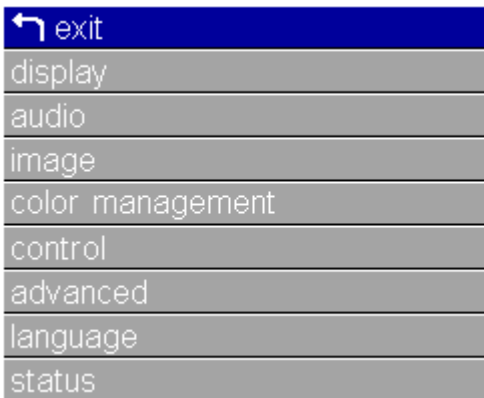 exit
display
audio
image
color management
control
advanced
language
status